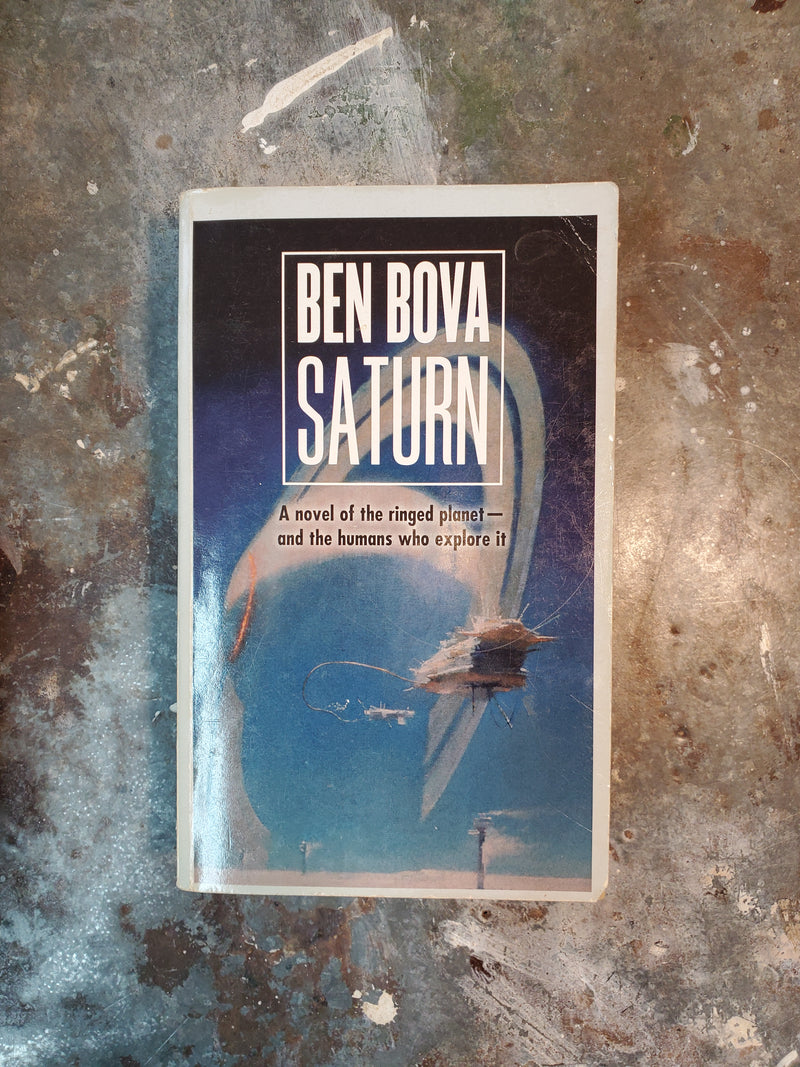 BEN BOVA
SATURN
A novel of the ringed planet—
and the humans who explore it